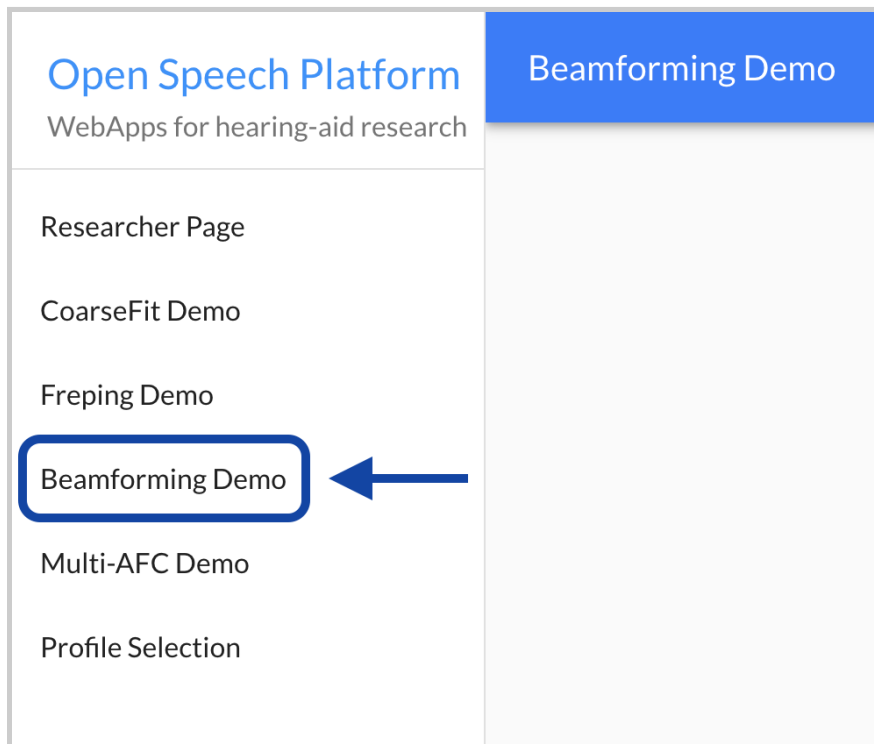 Open Speech Platform
WebApps for hearing-aid research
Beamforming Demo
Researcher Page
CoarseFit Demo
Freping Demo
Beamforming Demo
Multi-AFC Demo
Profile Selection